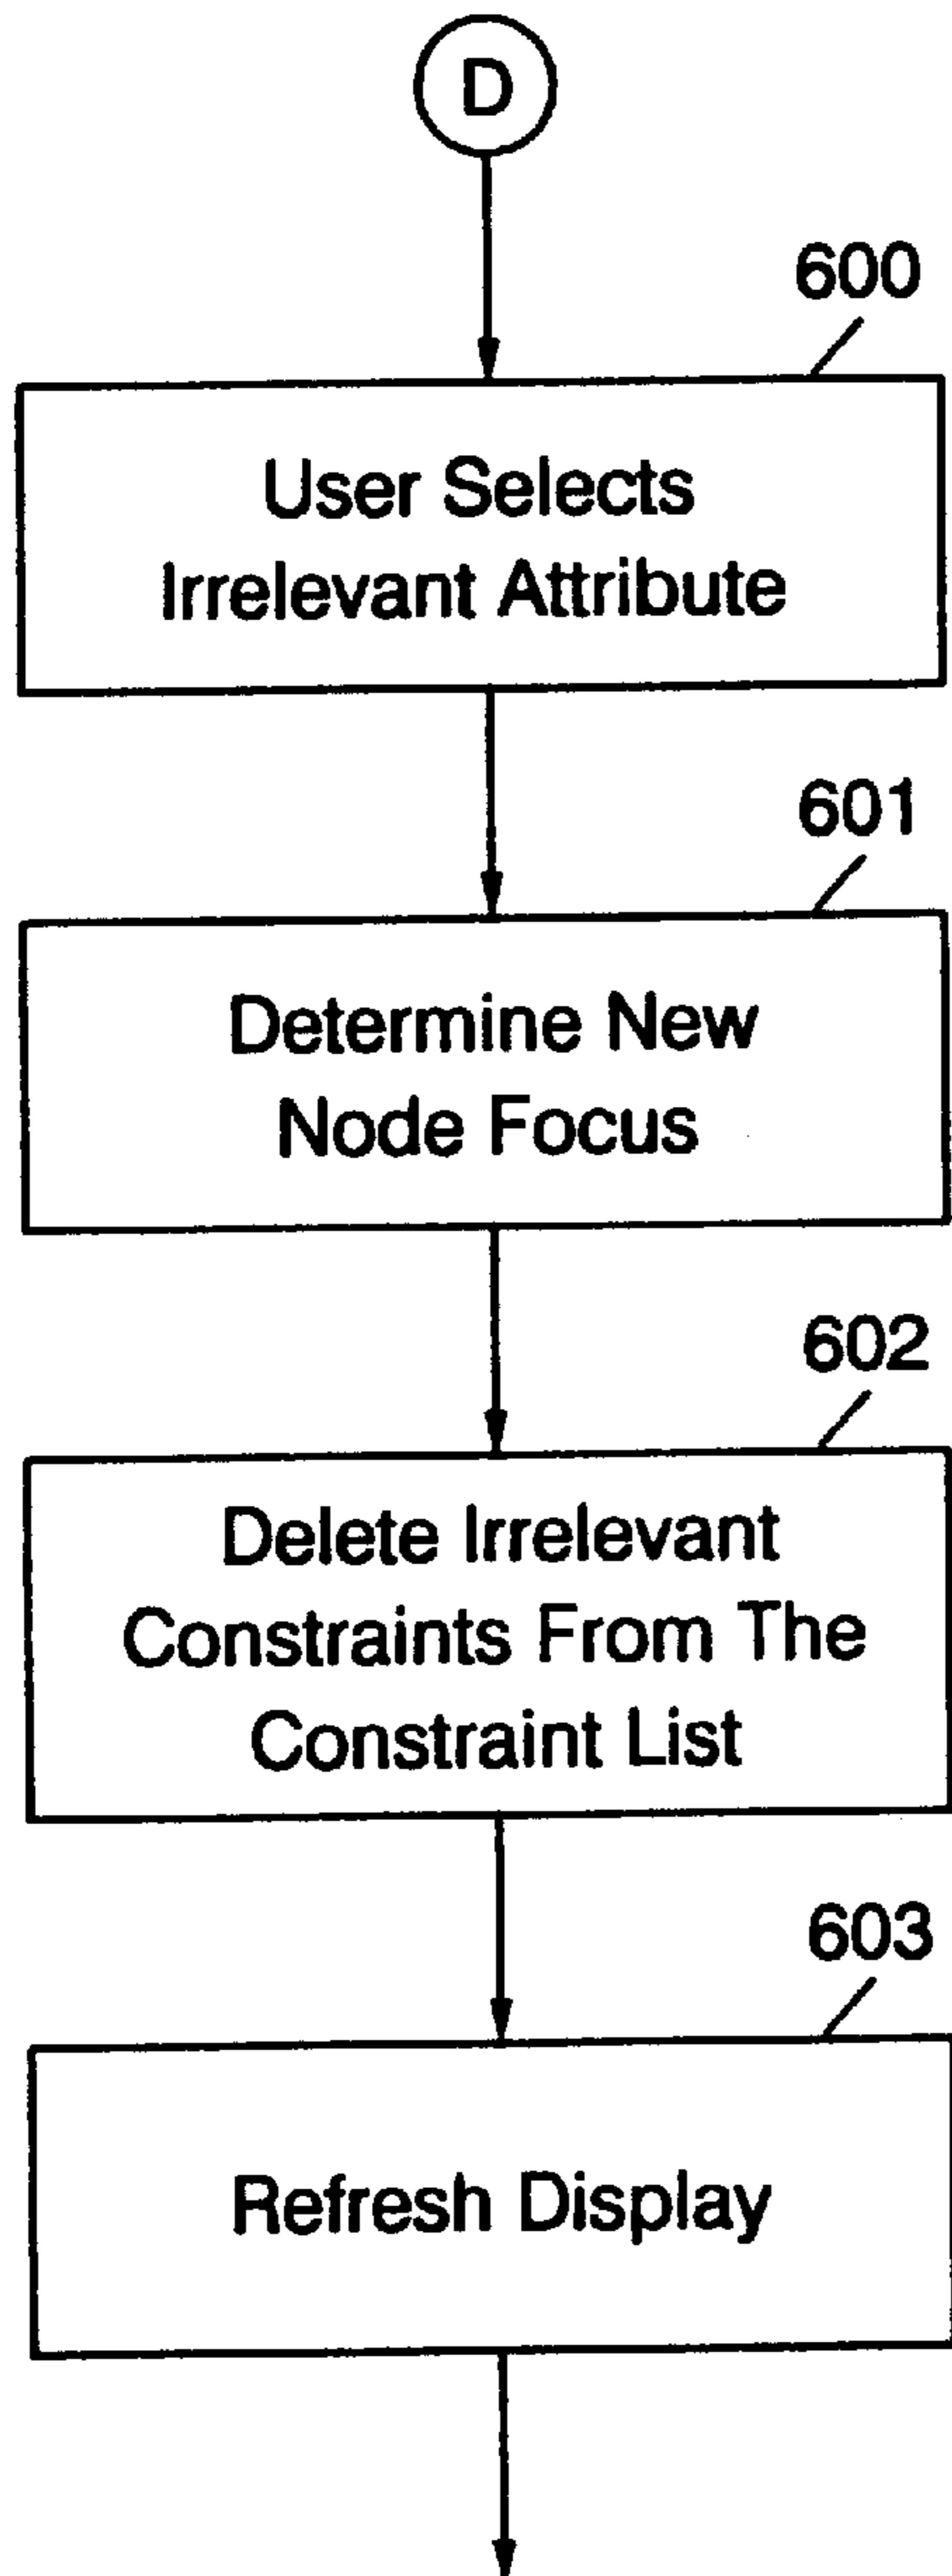 D
600
User Selects
Irrelevant Attribute
601
Determine New
Node Focus
602
Delete Irrelevant
Constraints From The
Constraint List
603
Refresh Display